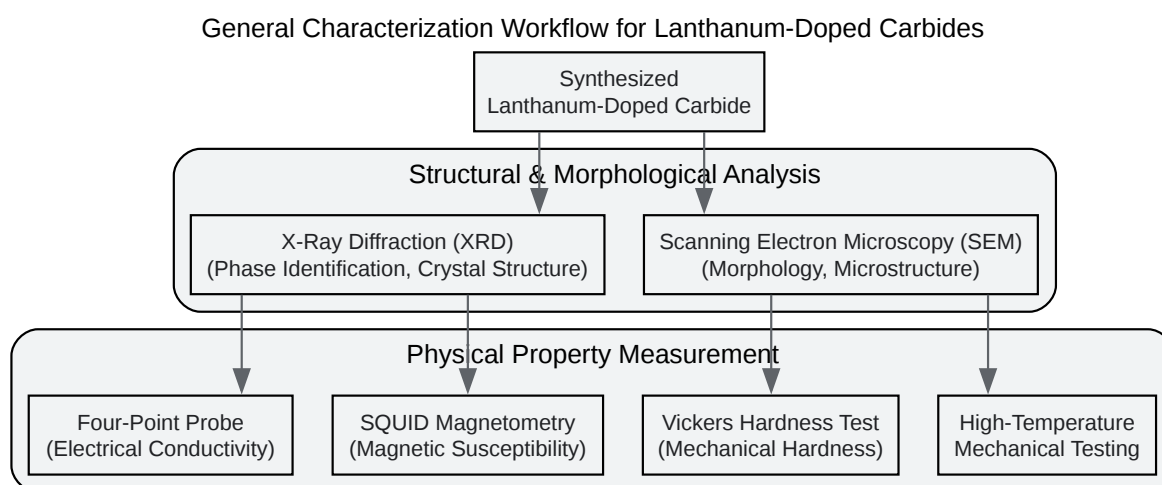 General Characterization Workflow for Lanthanum-Doped Carbides
Synthesized
Lanthanum-Doped Carbide
Structural & Morphological Analysis
X-Ray Diffraction (XRD)
(Phase Identification, Crystal Structure)
Scanning Electron Microscopy (SEM)
(Morphology, Microstructure)
Physical Property Measurement
Four-Point Probe
(Electrical Conductivity)
SQUID Magnetometry
(Magnetic Susceptibility)
Vickers Hardness Test
(Mechanical Hardness)
High-Temperature
Mechanical Testing